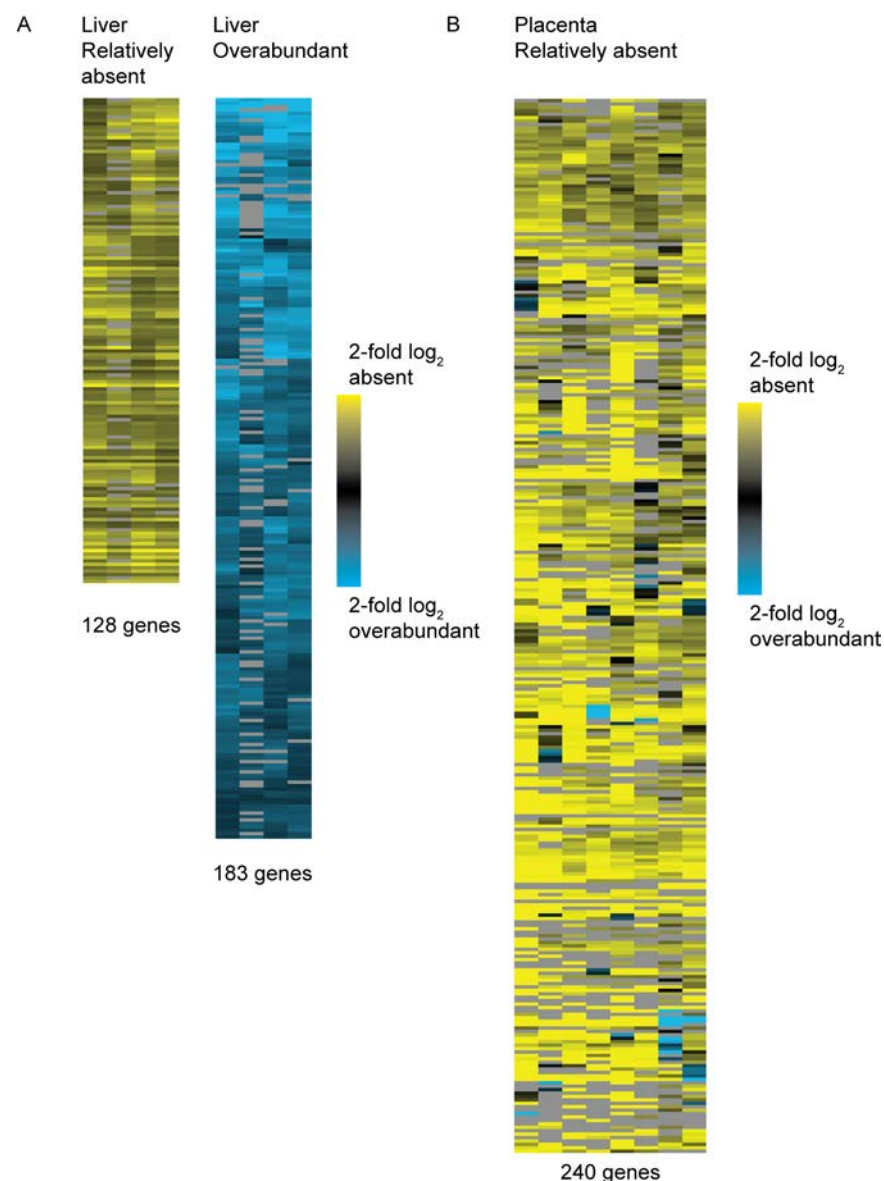 A
Liver
Relatively
absent
Liver
Overabundant
B
Placenta
Relatively absent
2-fold log₂
absent
2-fold log₂
overabundant
128 genes
183 genes
2-fold log₂
absent
2-fold log₂
overabundant
240 genes